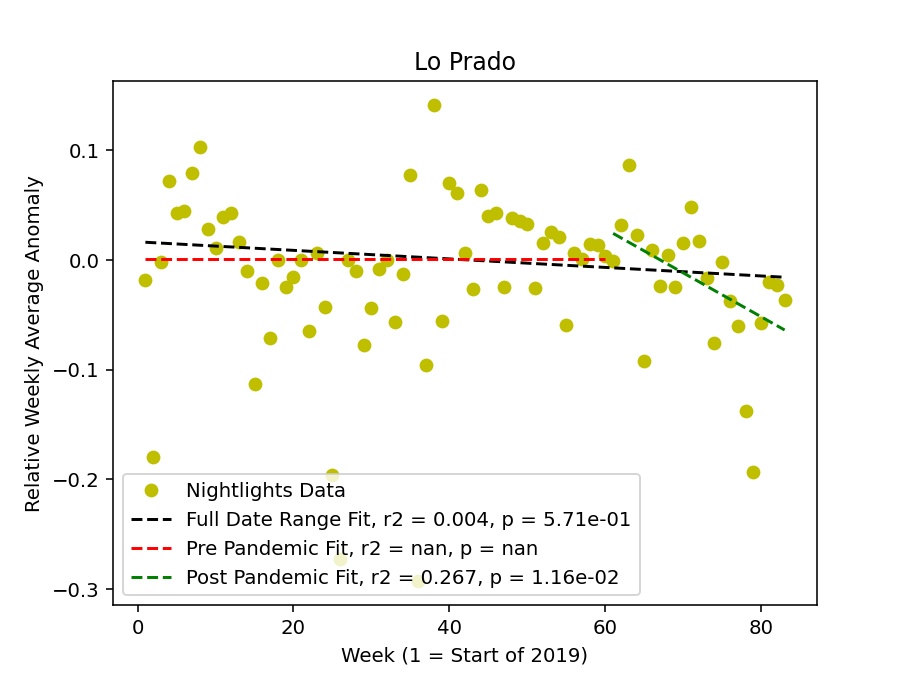 Lo Prado
Relative Weekly Average Anomaly
0.1
0.0
−0.1
−0.2
−0.3
Nightlights Data
Full Date Range Fit, r2 = 0.004, p = 5.71e-01
Pre Pandemic Fit, r2 = nan, p = nan
Post Pandemic Fit, r2 = 0.267, p = 1.16e-02
0 20 40 60 80
Week (1 = Start of 2019)